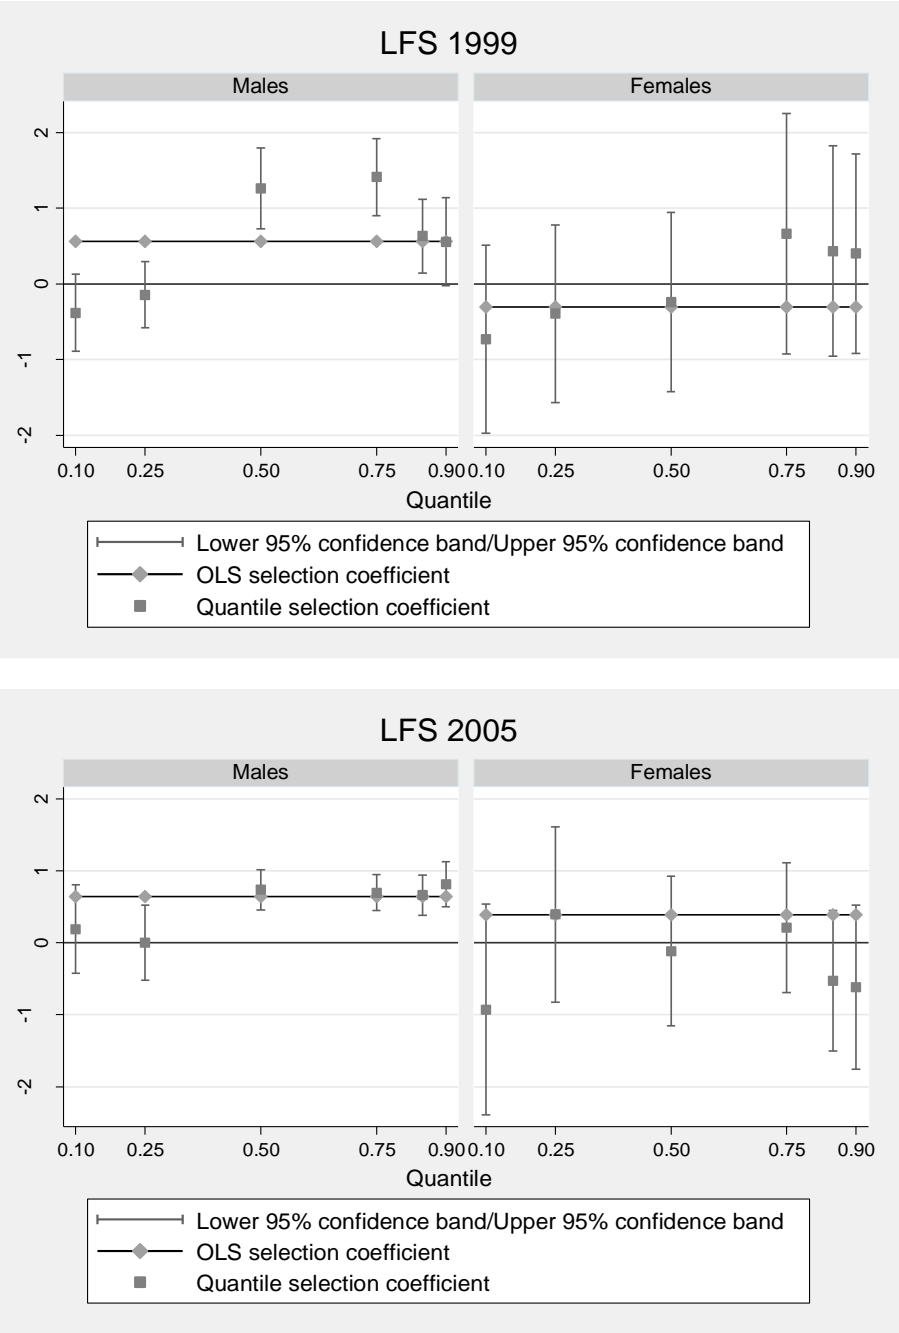 LFS 1999
Males Females
2
1
0
-1
-2
0.10 0.25 0.50 0.75 0.90 0.10 0.25 0.50 0.75 0.90
Quantile
Lower 95% confidence band/Upper 95% confidence band
OLS selection coefficient
Quantile selection coefficient
LFS 2005
Males Females
2
1
0
-1
-2
0.10 0.25 0.50 0.75 0.90 0.10 0.25 0.50 0.75 0.90
Quantile
Lower 95% confidence band/Upper 95% confidence band
OLS selection coefficient
Quantile selection coefficient